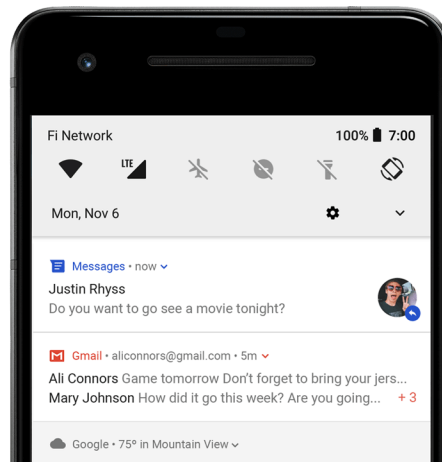 Fi Network 100% 7:00
LTE
Mon, Nov 6
Messages • now
Justin Rhyss
Do you want to go see a movie tonight?
Gmail • aliconnors@gmail.com • 5m
Ali Connors Game tomorrow Don't forget to bring your jers...
Mary Johnson How did it go this week? Are you going... + 3
Google • 75º in Mountain View